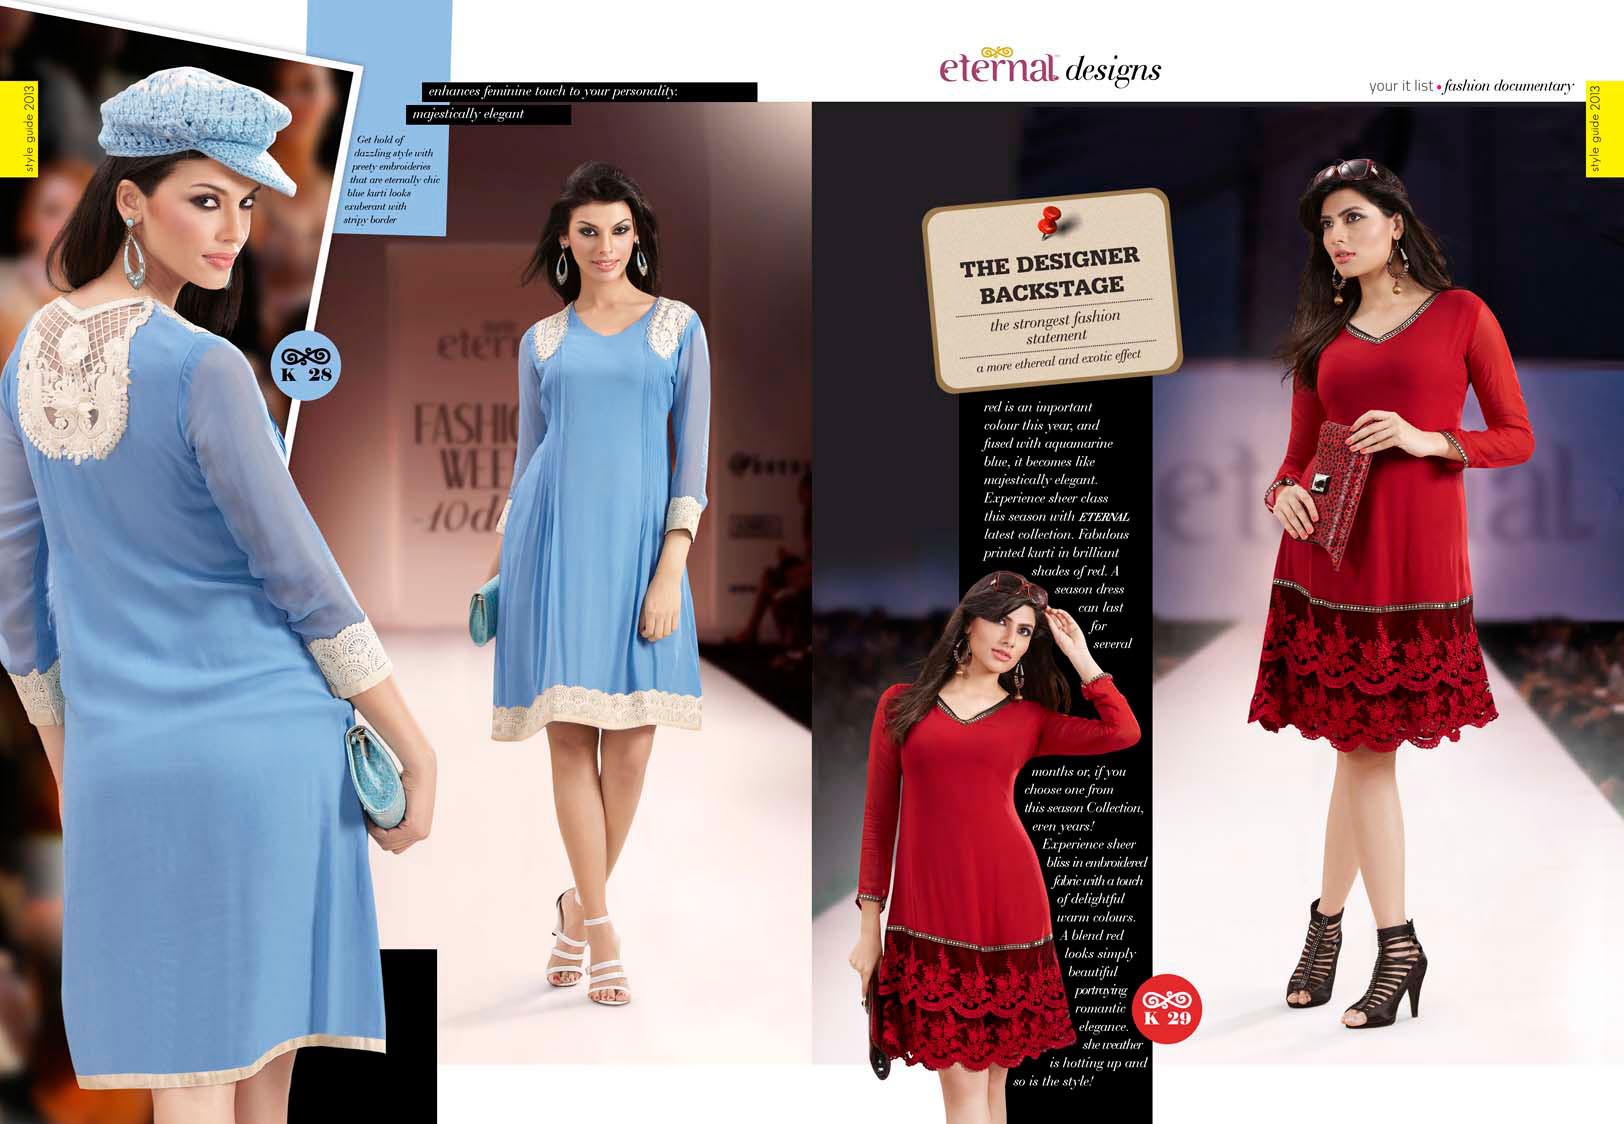 style guide 2013
enhances feminine touch to your personality.
majestically elegant
Get hold of
dazzling style with
preety embroideries
that are eternally chic
blue kurti looks
exuberant with
stripy border
K 28
eter
FASHIO
WEE
-10d
eternal designs
your it list • fashion documentary
style guide 2013
THE DESIGNER
BACKSTAGE
the strongest fashion
statement
a more ethereal and exotic effect
red is an important
colour this year, and
fused with aquamarine
blue, it becomes like
majestically elegant.
Experience sheer class
this season with ETERNAL
latest collection. Fabulous
printed kurti in brilliant
shades of red. A
season dress
can last
for
several
months or, if you
choose one from
this season Collection,
even years!
Experience sheer
bliss in embroidered
fabric with a touch
of delightful
warm colours.
A blend red
looks simply
beautiful
portraying
romantic
elegance.
she weather
is hotting up and
so is the style!
K 29
eternal